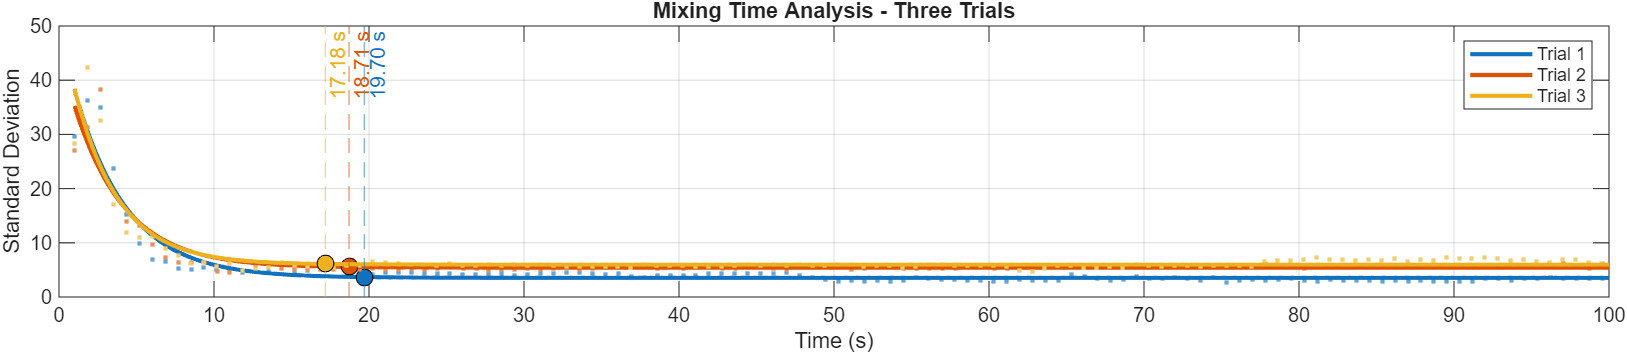 Mixing Time Analysis - Three Trials
Standard Deviation
50
40
30
20
10
0
17.18 s
18.71 s
19.70 s
Trial 1
Trial 2
Trial 3
0 10 20 30 40 50 60 70 80 90 100
Time (s)